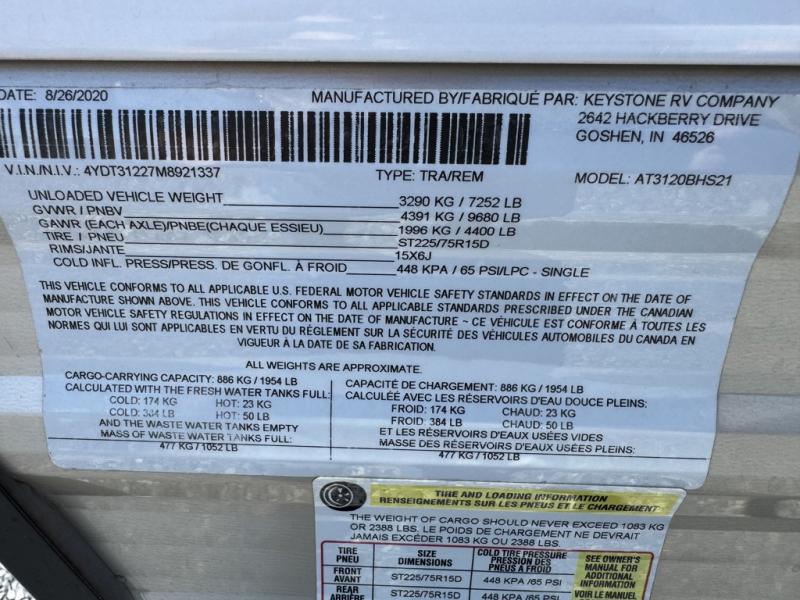 DATE: 8/26/2020 MANUFACTURED BY/FABRIQUÉ PAR: KEYSTONE RV COMPANY
2642 HACKBERRY DRIVE
GOSHEN, IN 46526
V.I.N./N.I.V.: 4YDT31227M8921337 TYPE: TRA/REM MODEL: AT3120BHS21
UNLOADED VEHICLE WEIGHT 3290 KG / 7252 LB
GVWR / PNBV 4391 KG / 9680 LB
GAWR (EACH AXLE)/PNBE(CHAQUE ESSIEU) 1996 KG / 4400 LB
TIRE / PNEU ST225/75R15D
RIMS/JANTE 15X6J
COLD INFL. PRESS/PRESS. DE GONFL. À FROID 448 KPA / 65 PSI/LPC - SINGLE
THIS VEHICLE CONFORMS TO ALL APPLICABLE U.S. FEDERAL MOTOR VEHICLE SAFETY STANDARDS IN EFFECT ON THE DATE OF
MANUFACTURE SHOWN ABOVE. THIS VEHICLE CONFORMS TO ALL APPLICABLE STANDARDS PRESCRIBED UNDER THE CANADIAN
MOTOR VEHICLE SAFETY REGULATIONS IN EFFECT ON THE DATE OF MANUFACTURE ~ CE VÉHICULE EST CONFORME À TOUTES LES
NORMES QUI LUI SONT APPLICABLES EN VERTU DU RÉGLEMENT SUR LA SÉCURITÉ DES VÉHICULES AUTOMOBILES DU CANADA EN
VIGUEUR À LA DATE DE SA FABRICATION.
ALL WEIGHTS ARE APPROXIMATE.
CARGO-CARRYING CAPACITY: 886 KG / 1954 LB
CALCULATED WITH THE FRESH WATER TANKS FULL:
COLD: 174 KG HOT: 23 KG
COLD: 384 LB HOT: 50 LB
AND THE WASTE WATER TANKS EMPTY
MASS OF WASTE WATER TANKS FULL:
477 KG / 1052 LB
CAPACITÉ DE CHARGEMENT: 886 KG / 1954 LB
CALCULÉE AVEC LES RÉSERVOIRS D'EAU DOUCE PLEINS:
FROID: 174 KG CHAUD: 23 KG
FROID: 384 LB CHAUD: 50 LB
ET LES RÉSERVOIRS D'EAUX USÉES VIDES
MASSE DES RÉSERVOIRS D'EAUX USÉES PLEINS:
477 KG / 1052 LB
TIRE AND LOADING INFORMATION
RENSEIGNEMENTS SUR LES PNEUS ET LE CHARGEMENT
THE WEIGHT OF CARGO SHOULD NEVER EXCEED 1083 KG
OR 2388 LBS. LE POIDS DE CHARGEMENT NE DEVRAIT
JAMAIS EXCÉDER 1083 KG OU 2388 LBS.
TIRE
PNEU
SIZE
DIMENSIONS
COLD TIRE PRESSURE
PRESSION DES
PNEUS A FROID
SEE OWNER'S
MANUAL FOR
ADDITIONAL
INFORMATION
VOIR LE MANUEL
FRONT
AVANT
ST225/75R15D
448 KPA /65 PSI
REAR
ARRIÈRE
ST225/75R15D
448 KPA /65 PSI